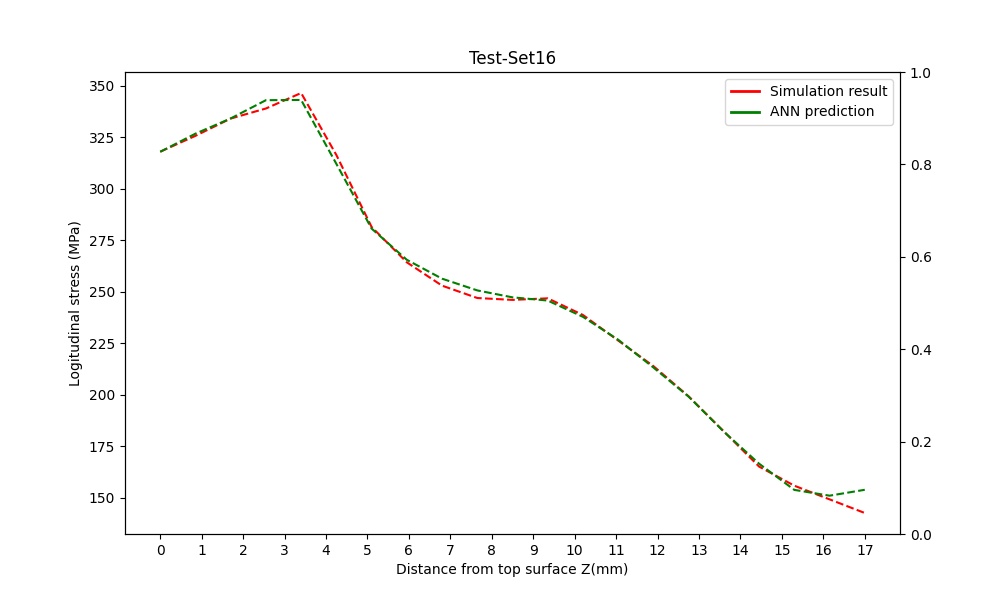 Test-Set16
Simulation result
ANN prediction
350
325
300
275
250
225
200
175
150
Logitudinal stress (MPa)
1.0
0.8
0.6
0.4
0.2
0.0
0 1 2 3 4 5 6 7 8 9 10 11 12 13 14 15 16 17
Distance from top surface Z(mm)